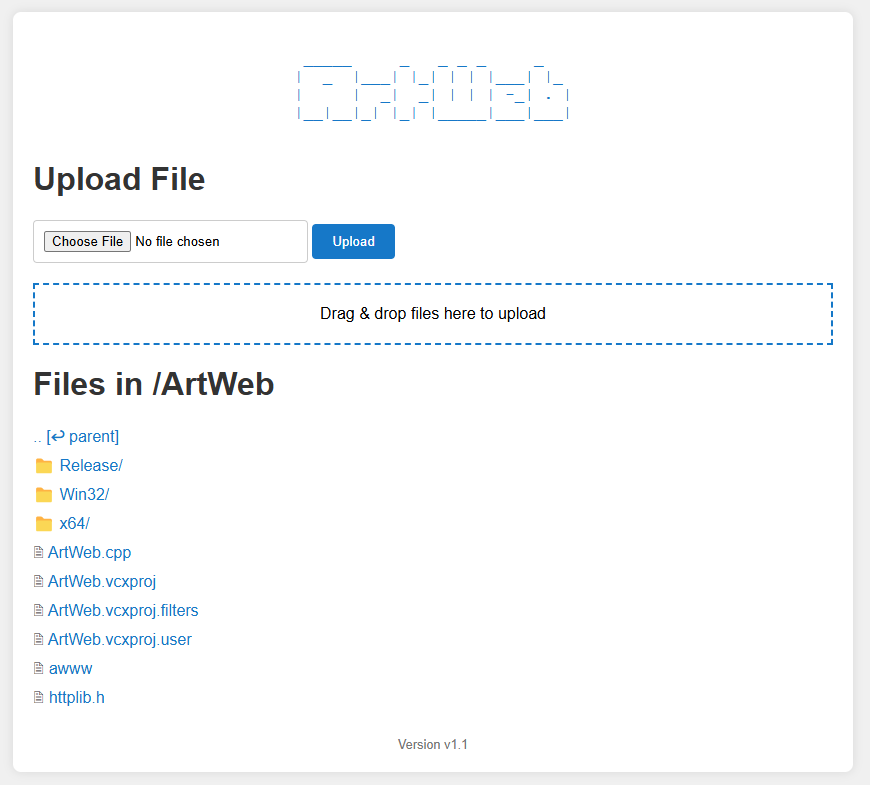 ArtWeb
Upload File
Choose File No file chosen Upload
Drag & drop files here to upload
Files in /ArtWeb
.. [↩ parent]
Release/
Win32/
x64/
ArtWeb.cpp
ArtWeb.vcxproj
ArtWeb.vcxproj.filters
ArtWeb.vcxproj.user
awww
httplib.h
Version v1.1